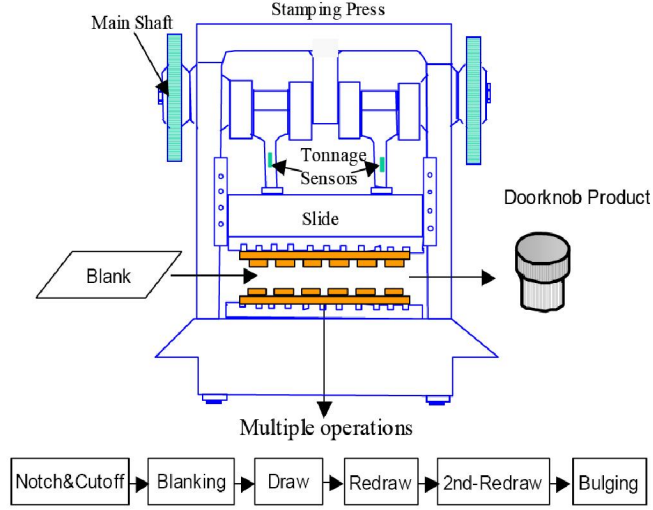 Stamping Press
Main Shaft
Tonnage
Sensors
Slide
Doorknob Product
Blank
Multiple operations
Notch&Cutoff
Blanking
Draw
Redraw
2nd-Redraw
Bulging